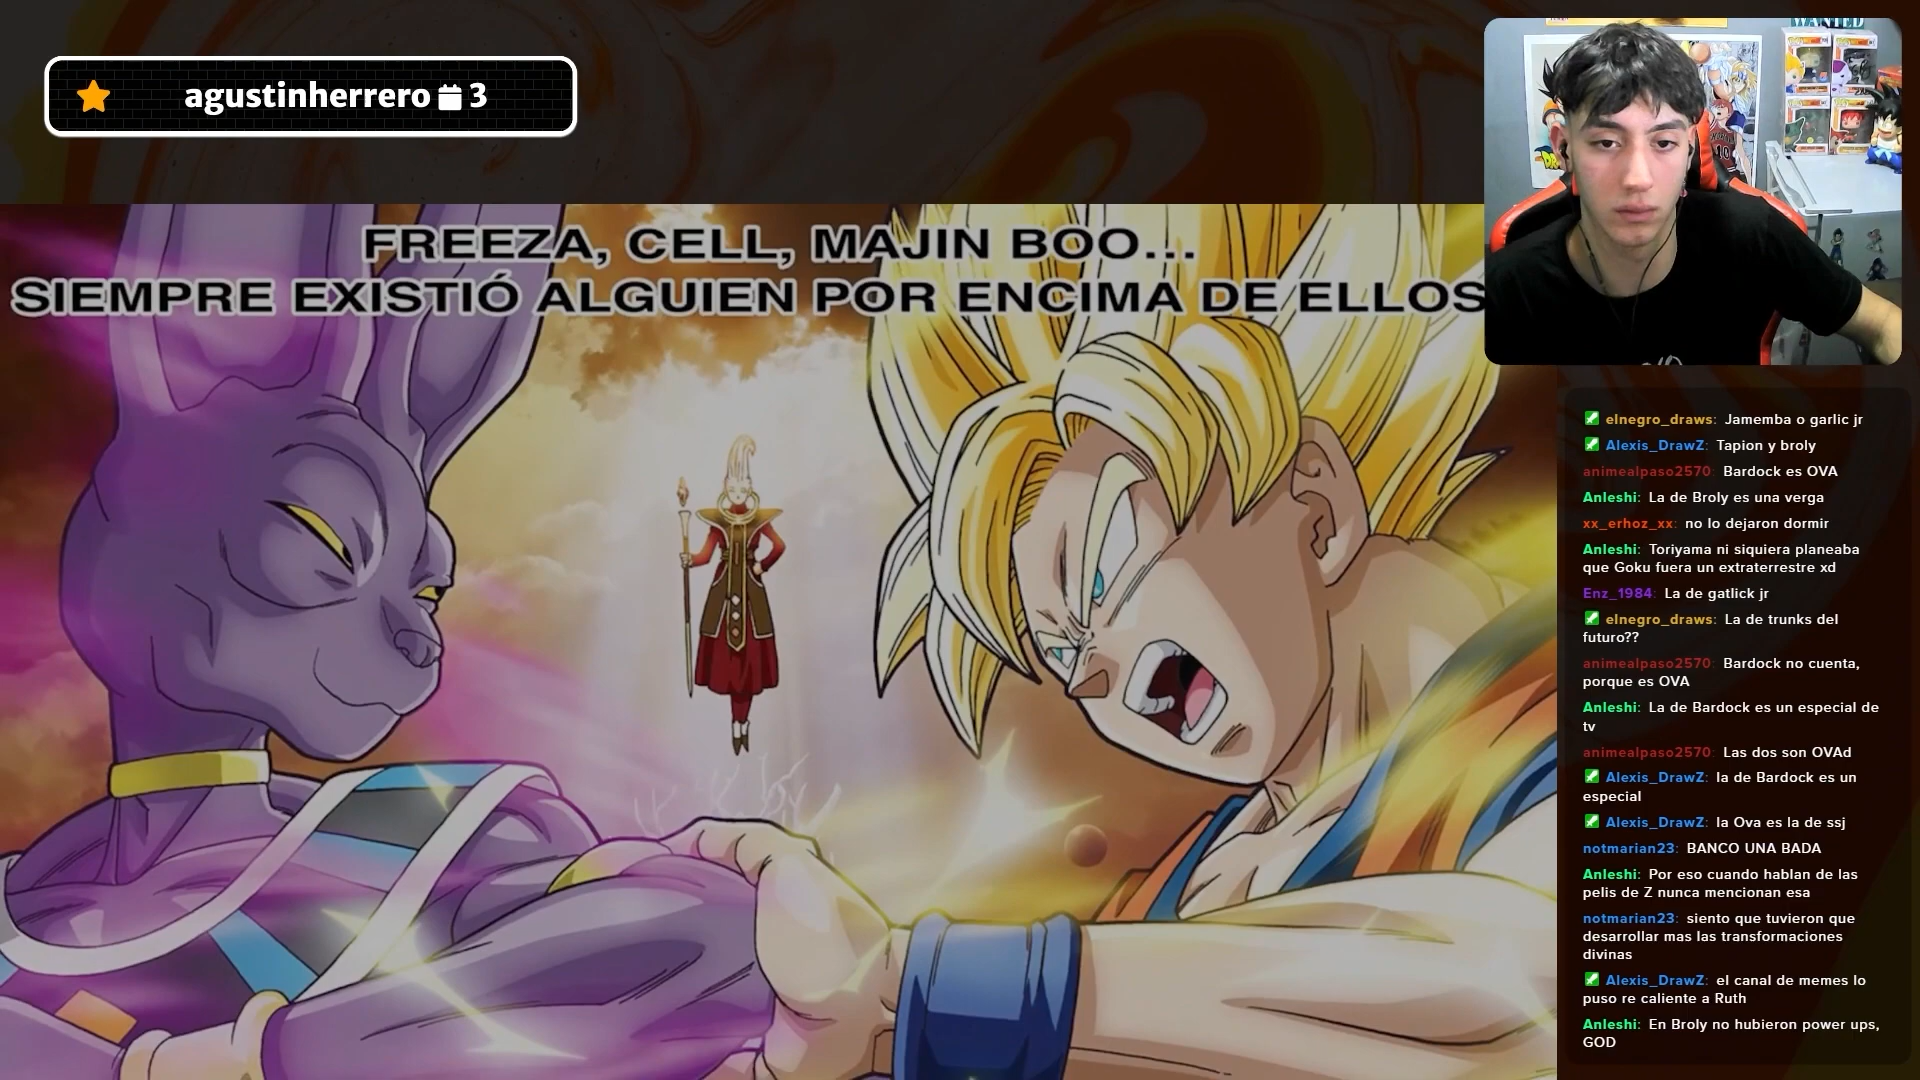 agustinherrero 3
WANTED
FREEZA, CELL, MAJIN BOO...
SIEMPRE EXISTIÓ ALGUIEN POR ENCIMA DE ELLOS
elnegro_draws: Jamemba o garlic jr
Alexis_DrawZ: Tapion y broly
animealpaso2570: Bardock es OVA
Anleshi: La de Broly es una verga
xx_erhoz_xx: no lo dejaron dormir
Anleshi: Toriyama ni siquiera planeaba
que Goku fuera un extraterrestre xd
Enz_1984: La de gatlick jr
elnegro_draws: La de trunks del
futuro??
animealpaso2570: Bardock no cuenta,
porque es OVA
Anleshi: La de Bardock es un especial de
tv
animealpaso2570: Las dos son OVAd
Alexis_DrawZ: la de Bardock es un
especial
Alexis_DrawZ: la Ova es la de ssj
notmarian23: BANCO UNA BADA
Anleshi: Por eso cuando hablan de las
pelis de Z nunca mencionan esa
notmarian23: siento que tuvieron que
desarrollar mas las transformaciones
divinas
Alexis_DrawZ: el canal de memes lo
puso re caliente a Ruth
Anleshi: En Broly no hubieron power ups,
GOD